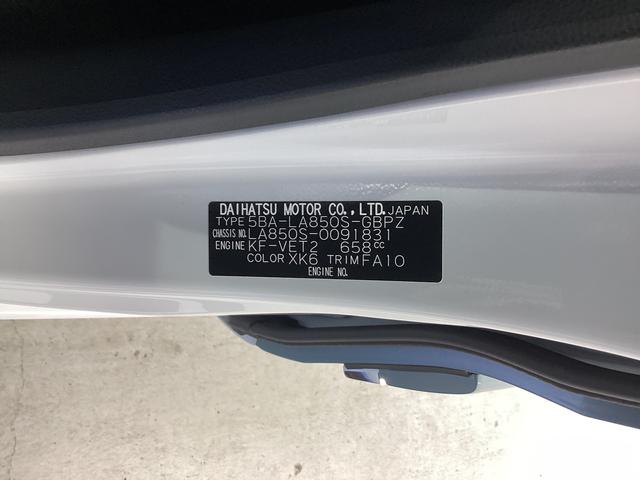 DAIHATSU MOTOR CO., LTD. JAPAN
TYPE 5BA-LA850S-GBPZ
CHASSIS NO. LA850S-0091831
ENGINE KF-VET2 658cc
COLOR XK6 TRIM FA10
ENGINE NO.